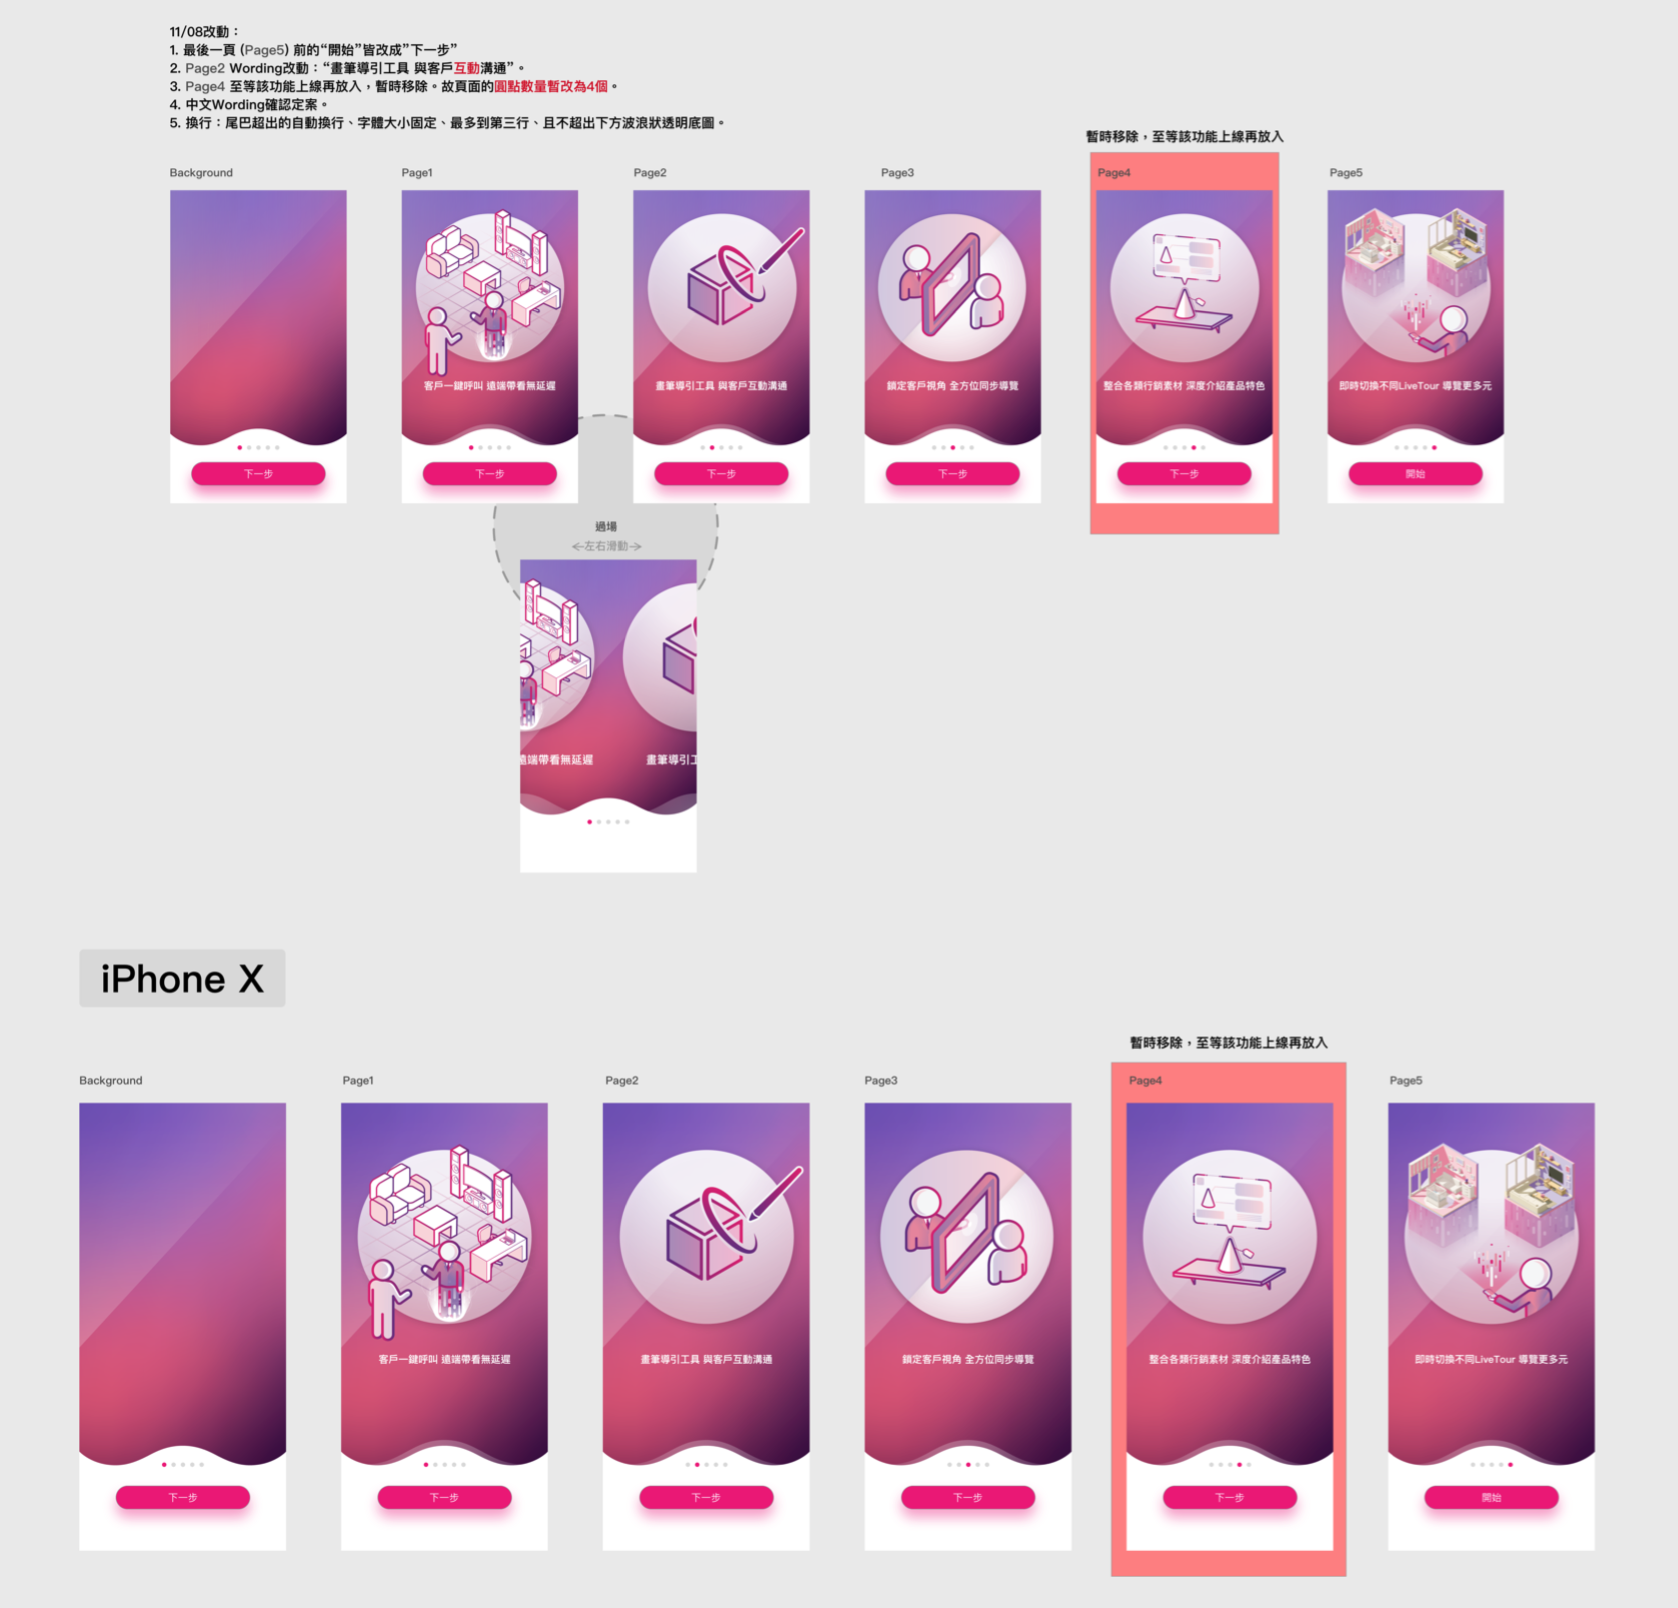 11/08改動：
1. 最後一頁 (Page5) 前的“開始”皆改成”下一步”
2. Page2 Wording改動：“畫筆導引工具 與客戶互動溝通”。
3. Page4 至等該功能上線再放入，暫時移除。故頁面的圓點數量暫改為4個。
4. 中文Wording確認定案。
5. 換行：尾巴超出的自動換行、字體大小固定、最多到第三行、且不超出下方波浪狀透明底圖。
暫時移除，至等該功能上線再放入
Background
Page1
Page2
Page3
Page4
Page5
客戶一鍵呼叫 遠端帶看無延遲
畫筆導引工具 與客戶互動溝通
鎖定客戶視角 全方位同步導覽
整合各類行銷素材 深度介紹產品特色
即時切換不同LiveTour 導覽更多元
下一步
下一步
下一步
下一步
下一步
開始
過場
←左右滑動→
遠端帶看無延遲
畫筆導引工
iPhone X
暫時移除，至等該功能上線再放入
Background
Page1
Page2
Page3
Page4
Page5
客戶一鍵呼叫 遠端帶看無延遲
畫筆導引工具 與客戶互動溝通
鎖定客戶視角 全方位同步導覽
整合各類行銷素材 深度介紹產品特色
即時切換不同LiveTour 導覽更多元
下一步
下一步
下一步
下一步
下一步
開始